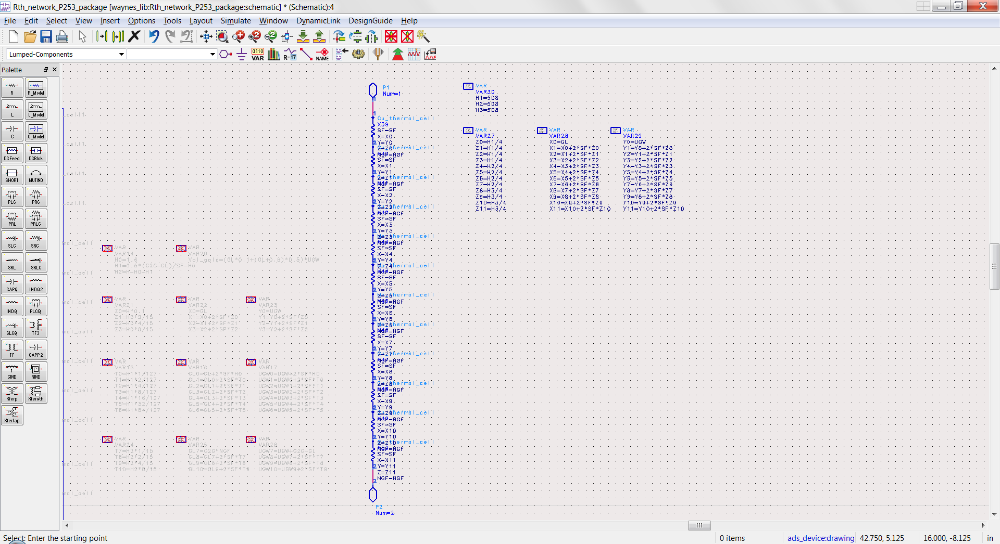 Rth_network_P253_package [waynes_lib:Rth_network_P253_package:schematic] * (Schematic):4
File Edit Select View Insert Options Tools Layout Simulate Window DynamicLink DesignGuide Help
Lumped-Components
VAR
NAME
Palette
R R_Model
L L_Model
C C_Model
DCFeed DCBlck
SHORT MUTIND
PLC PRC
PRL PRLC
SLC SRC
SRL SRLC
CAPQ INDQ2
INDQ PLCQ
SLCQ TF3
TF CAPP2
CIND RIND
Xferp Xferuth
Xfertap
P1
Num=1
Cu_thermal_cell
X39
SF=SF
X=X0
Y=Y0
NGF=NGF
SF=SF
X=X1
Y=Y1
Z=Z1
NGF=NGF
SF=SF
X=X2
Y=Y2
NGF=NGF
SF=SF
X=X3
Y=Y3
Z=Z3
NGF=NGF
SF=SF
X=X4
Y=Y4
Z=Z4
NGF=NGF
SF=SF
X=X5
Y=Y5
Z=Z5
NGF=NGF
SF=SF
X=X6
Y=Y6
Z=Z6
NGF=NGF
SF=SF
X=X7
Y=Y7
Z=Z7
NGF=NGF
SF=SF
X=X8
Y=Y8
Z=Z8
NGF=NGF
SF=SF
X=X9
Y=Y9
Z=Z9
NGF=NGF
SF=SF
X=X10
Y=Y10
Z=Z10
NGF=NGF
SF=SF
X=X11
Y=Y11
Z=Z11
NGF=NGF
P2
Num=2
VAR
VAR30
H1=508
H2=508
H3=508
VAR
VAR27
Z0=H1/4
Z1=H1/4
Z2=H1/4
Z3=H1/4
Z4=H2/4
Z5=H2/4
Z6=H2/4
Z7=H2/4
Z8=H3/4
Z9=H3/4
Z10=H3/4
Z11=H3/4
VAR
VAR28
X0=GL
X1=X0+2*SF*Z0
X2=X1+2*SF*Z1
X3=X2+2*SF*Z2
X4=X3+2*SF*Z3
X5=X4+2*SF*Z4
X6=X5+2*SF*Z5
X7=X6+2*SF*Z6
X8=X7+2*SF*Z7
X9=X8+2*SF*Z8
X10=X9+2*SF*Z9
X11=X10+2*SF*Z10
VAR
VAR29
Y0=UGW
Y1=Y0+2*SF*Z0
Y2=Y1+2*SF*Z1
Y3=Y2+2*SF*Z2
Y4=Y3+2*SF*Z3
Y5=Y4+2*SF*Z4
Y6=Y5+2*SF*Z5
Y7=Y6+2*SF*Z6
Y8=Y7+2*SF*Z7
Y9=Y8+2*SF*Z8
Y10=Y9+2*SF*Z9
Y11=Y10+2*SF*Z10
VAR
VAR14
H0=1.6
H1=0.5*(G2G-GL)/SF-H0
H2=H-H0-H1
VAR
VAR20
Vol_gold=(GL*0.1+(GL+0.6)*0.5)*UGW
VAR
VAR21
Z0=H*0.1
Z1=H0*2/15
Z2=H0*4/15
Z3=H0*8/15
VAR
VAR22
X0=GL
X1=X0+2*SF*Z0
X2=X1+2*SF*Z1
X3=X2+2*SF*Z2
VAR
VAR23
Y0=UGW
Y1=Y0+2*SF*Z0
Y2=Y1+2*SF*Z1
Y3=Y2+2*SF*Z2
VAR
VAR15
T0=H1*1/127
T1=H1*2/127
T2=H1*4/127
T3=H1*8/127
T4=H1*16/127
T5=H1*32/127
T6=H1*64/127
VAR
VAR16
GL0=GL+2*SF*H0
GL1=GL0+2*SF*T0
GL2=GL1+2*SF*T1
GL3=GL2+2*SF*T2
GL4=GL3+2*SF*T3
GL5=GL4+2*SF*T4
GL6=GL5+2*SF*T5
VAR
VAR17
UGW0=UGW+2*SF*H0
UGW1=UGW0+2*SF*T0
UGW2=UGW1+2*SF*T1
UGW3=UGW2+2*SF*T2
UGW4=UGW3+2*SF*T3
UGW5=UGW4+2*SF*T4
UGW6=UGW5+2*SF*T5
VAR
VAR24
T7=H2*1/15
T8=H2*2/15
T9=H2*4/15
T10=H2*8/15
VAR
VAR25
GL7=G2G*NGF
GL8=GL7+2*SF*T7
GL9=GL8+2*SF*T8
GL10=GL9+2*SF*T9
VAR
VAR26
UGW7=UGW+G2G-GL
UGW8=UGW7+2*SF*T7
UGW9=UGW8+2*SF*T8
UGW10=UGW9+2*SF*T9
Select: Enter the starting point
0 items
ads_device:drawing 42.750, 5.125 16.000, -8.125 in